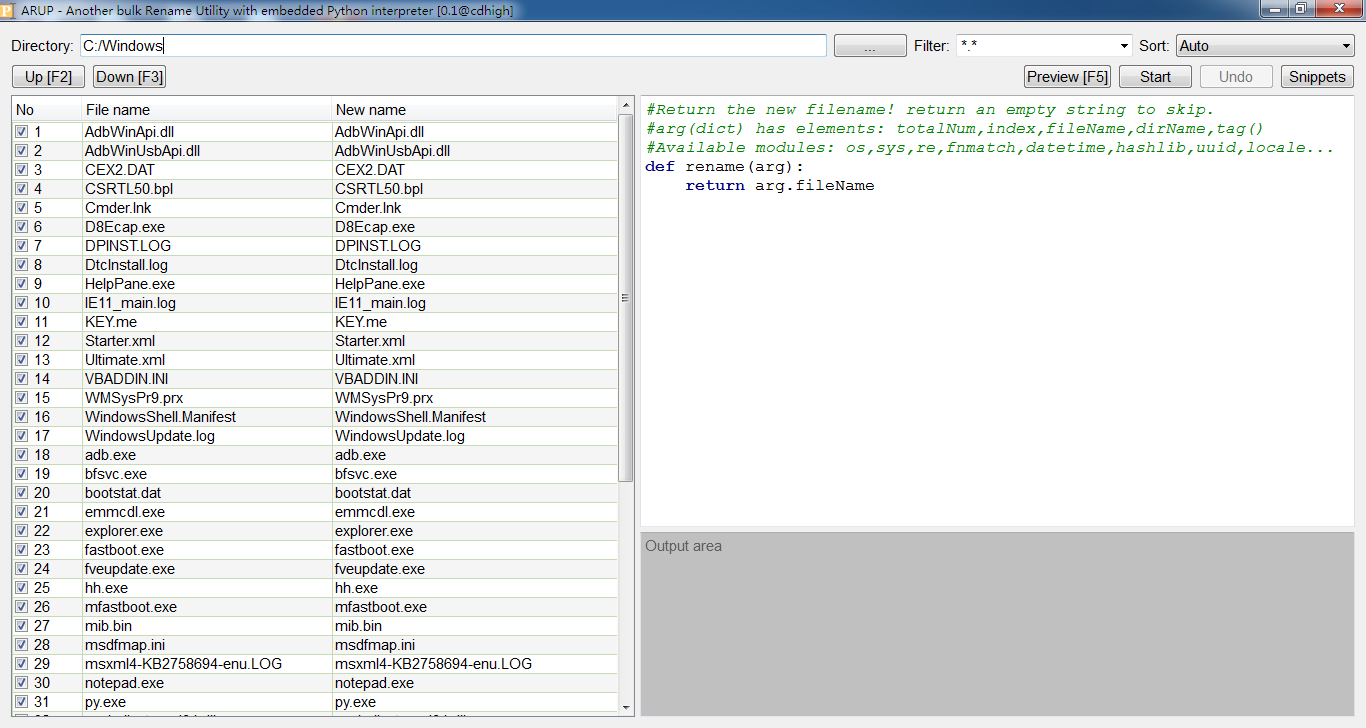 ARUP - Another bulk Rename Utility with embedded Python interpreter [0.1@cdhigh]
Directory: C:/Windows ... Filter: *.* Sort: Auto
Up [F2] Down [F3] Preview [F5] Start Undo Snippets
No File name New name
1 AdbWinApi.dll AdbWinApi.dll
2 AdbWinUsbApi.dll AdbWinUsbApi.dll
3 CEX2.DAT CEX2.DAT
4 CSRTL50.bpl CSRTL50.bpl
5 Cmder.lnk Cmder.lnk
6 D8Ecap.exe D8Ecap.exe
7 DPINST.LOG DPINST.LOG
8 DtcInstall.log DtcInstall.log
9 HelpPane.exe HelpPane.exe
10 IE11_main.log IE11_main.log
11 KEY.me KEY.me
12 Starter.xml Starter.xml
13 Ultimate.xml Ultimate.xml
14 VBADDIN.INI VBADDIN.INI
15 WMSysPr9.prx WMSysPr9.prx
16 WindowsShell.Manifest WindowsShell.Manifest
17 WindowsUpdate.log WindowsUpdate.log
18 adb.exe adb.exe
19 bfsvc.exe bfsvc.exe
20 bootstat.dat bootstat.dat
21 emmcdl.exe emmcdl.exe
22 explorer.exe explorer.exe
23 fastboot.exe fastboot.exe
24 fveupdate.exe fveupdate.exe
25 hh.exe hh.exe
26 mfastboot.exe mfastboot.exe
27 mib.bin mib.bin
28 msdfmap.ini msdfmap.ini
29 msxml4-KB2758694-enu.LOG msxml4-KB2758694-enu.LOG
30 notepad.exe notepad.exe
31 py.exe py.exe
#Return the new filename! return an empty string to skip.
#arg(dict) has elements: totalNum,index,fileName,dirName,tag()
#Available modules: os,sys,re,fnmatch,datetime,hashlib,uuid,locale...
def rename(arg):
    return arg.fileName
Output area